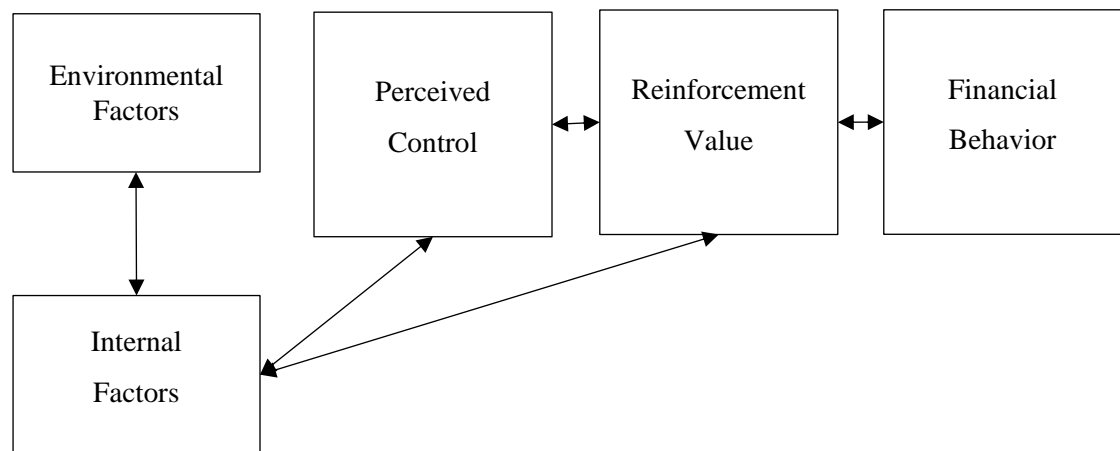 Environmental
Factors
Perceived
Control
Reinforcement
Value
Financial
Behavior
Internal
Factors